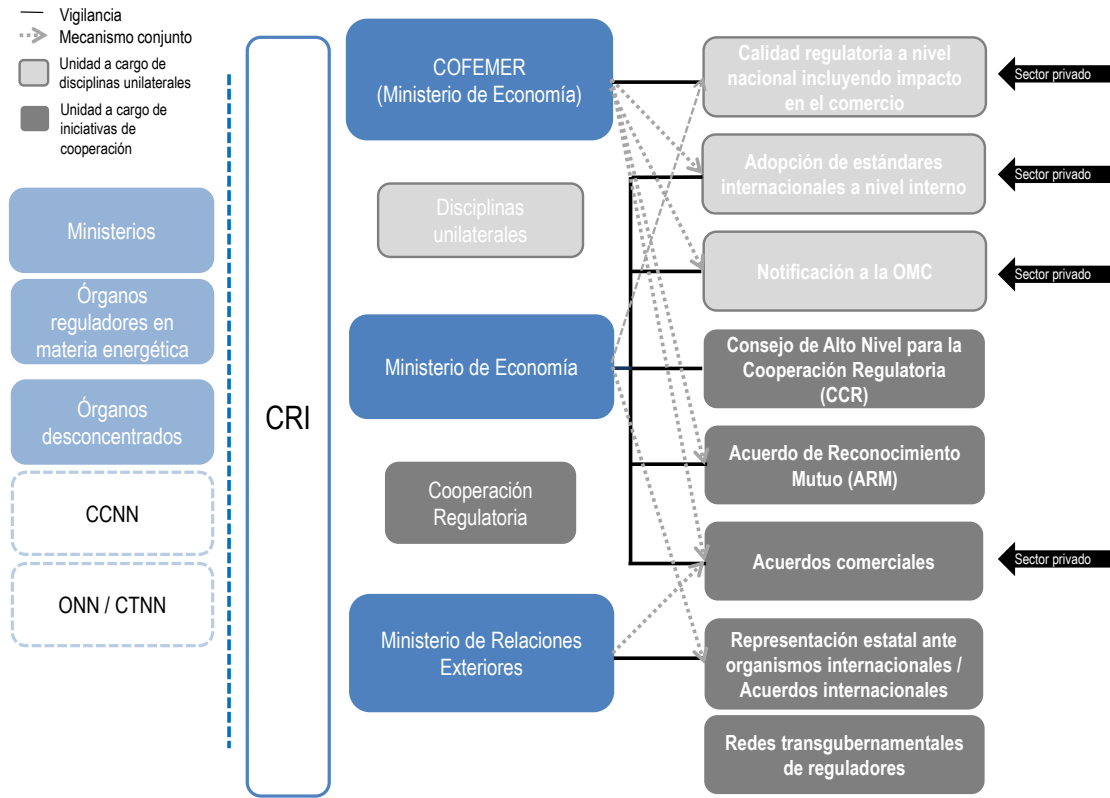 Vigilancia
Mecanismo conjunto
Unidad a cargo de
disciplinas unilaterales
Unidad a cargo de
iniciativas de
cooperación
Ministerios
Órganos
reguladores en
materia energética
Órganos
desconcentrados
CCNN
ONN / CTNN
CRI
COFEMER
(Ministerio de Economía)
Disciplinas
unilaterales
Ministerio de Economía
Cooperación
Regulatoria
Ministerio de Relaciones
Exteriores
Calidad regulatoria a nivel
nacional incluyendo impacto
en el comercio
Sector privado
Adopción de estándares
internacionales a nivel interno
Sector privado
Notificación a la OMC
Sector privado
Consejo de Alto Nivel para la
Cooperación Regulatoria
(CCR)
Acuerdo de Reconocimiento
Mutuo (ARM)
Acuerdos comerciales
Sector privado
Representación estatal ante
organismos internacionales /
Acuerdos internacionales
Redes transgubernamentales
de reguladores